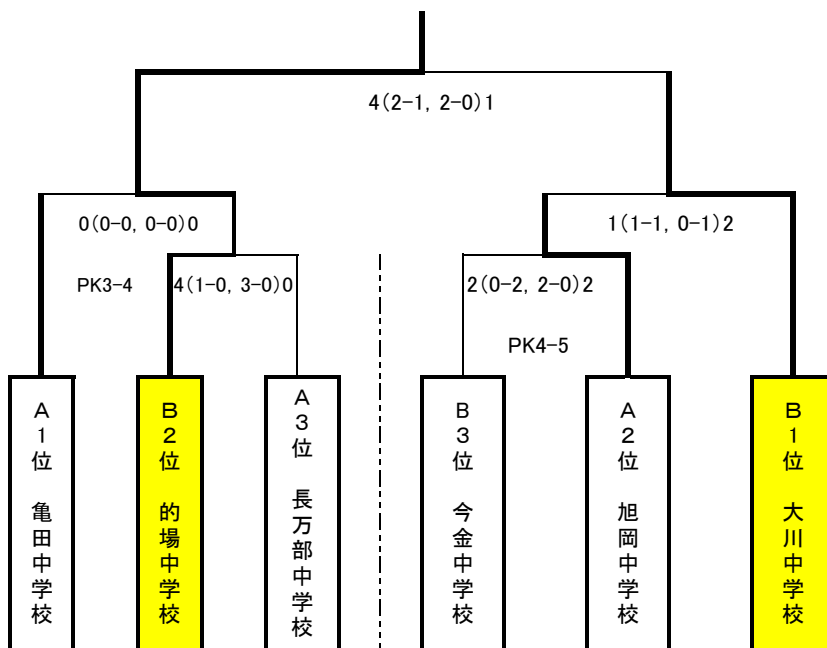 4(2-1, 2-0)1
0(0-0, 0-0)0
1(1-1, 0-1)2
PK3-4
4(1-0, 3-0)0
2(0-2, 2-0)2
PK4-5
A1位 亀田中学校
B2位 的場中学校
A3位 長万部中学校
B3位 今金中学校
A2位 旭岡中学校
B1位 大川中学校